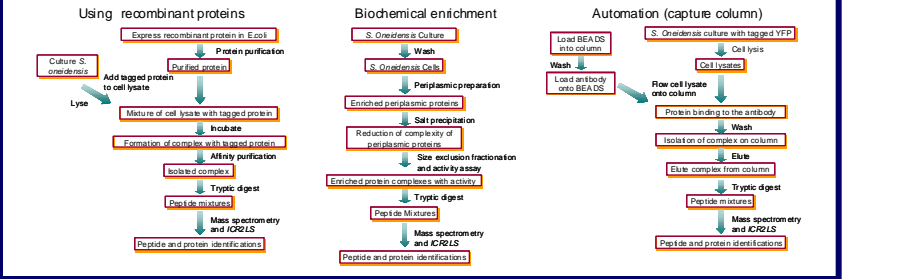 Using recombinant proteins
Express recombinant protein in E.coli
Protein purification
Purified protein
Culture S.
oneidensis
Add tagged protein
to cell lysate
Lyse
Mixture of cell lysate with tagged protein
Incubate
Formation of complex with tagged protein
Affinity purification
Isolated complex
Tryptic digest
Peptide mixtures
Mass spectrometry
and ICR2LS
Peptide and protein identifications
Biochemical enrichment
S. Oneidensis Culture
Wash
S. Oneidensis Cells
Periplasmic preparation
Enriched periplasmic proteins
Salt precipitation
Reduction of complexity of
periplasmic proteins
Size exclusion fractionation
and activity assay
Enriched protein complexes with activity
Tryptic digest
Peptide Mixtures
Mass spectrometry
and ICR2LS
Peptide and protein identifications
Automation (capture column)
S. Oneidensis culture with tagged YFP
Load BEADS
into column
Cell lysis
Wash
Cell lysates
Load antibody
onto BEADS
Flow cell lysate
onto column
Protein binding to the antibody
Wash
Isolation of complex on column
Elute
Elute complex from column
Tryptic digest
Peptide mixtures
Mass spectrometry
and ICR2LS
Peptide and protein identifications